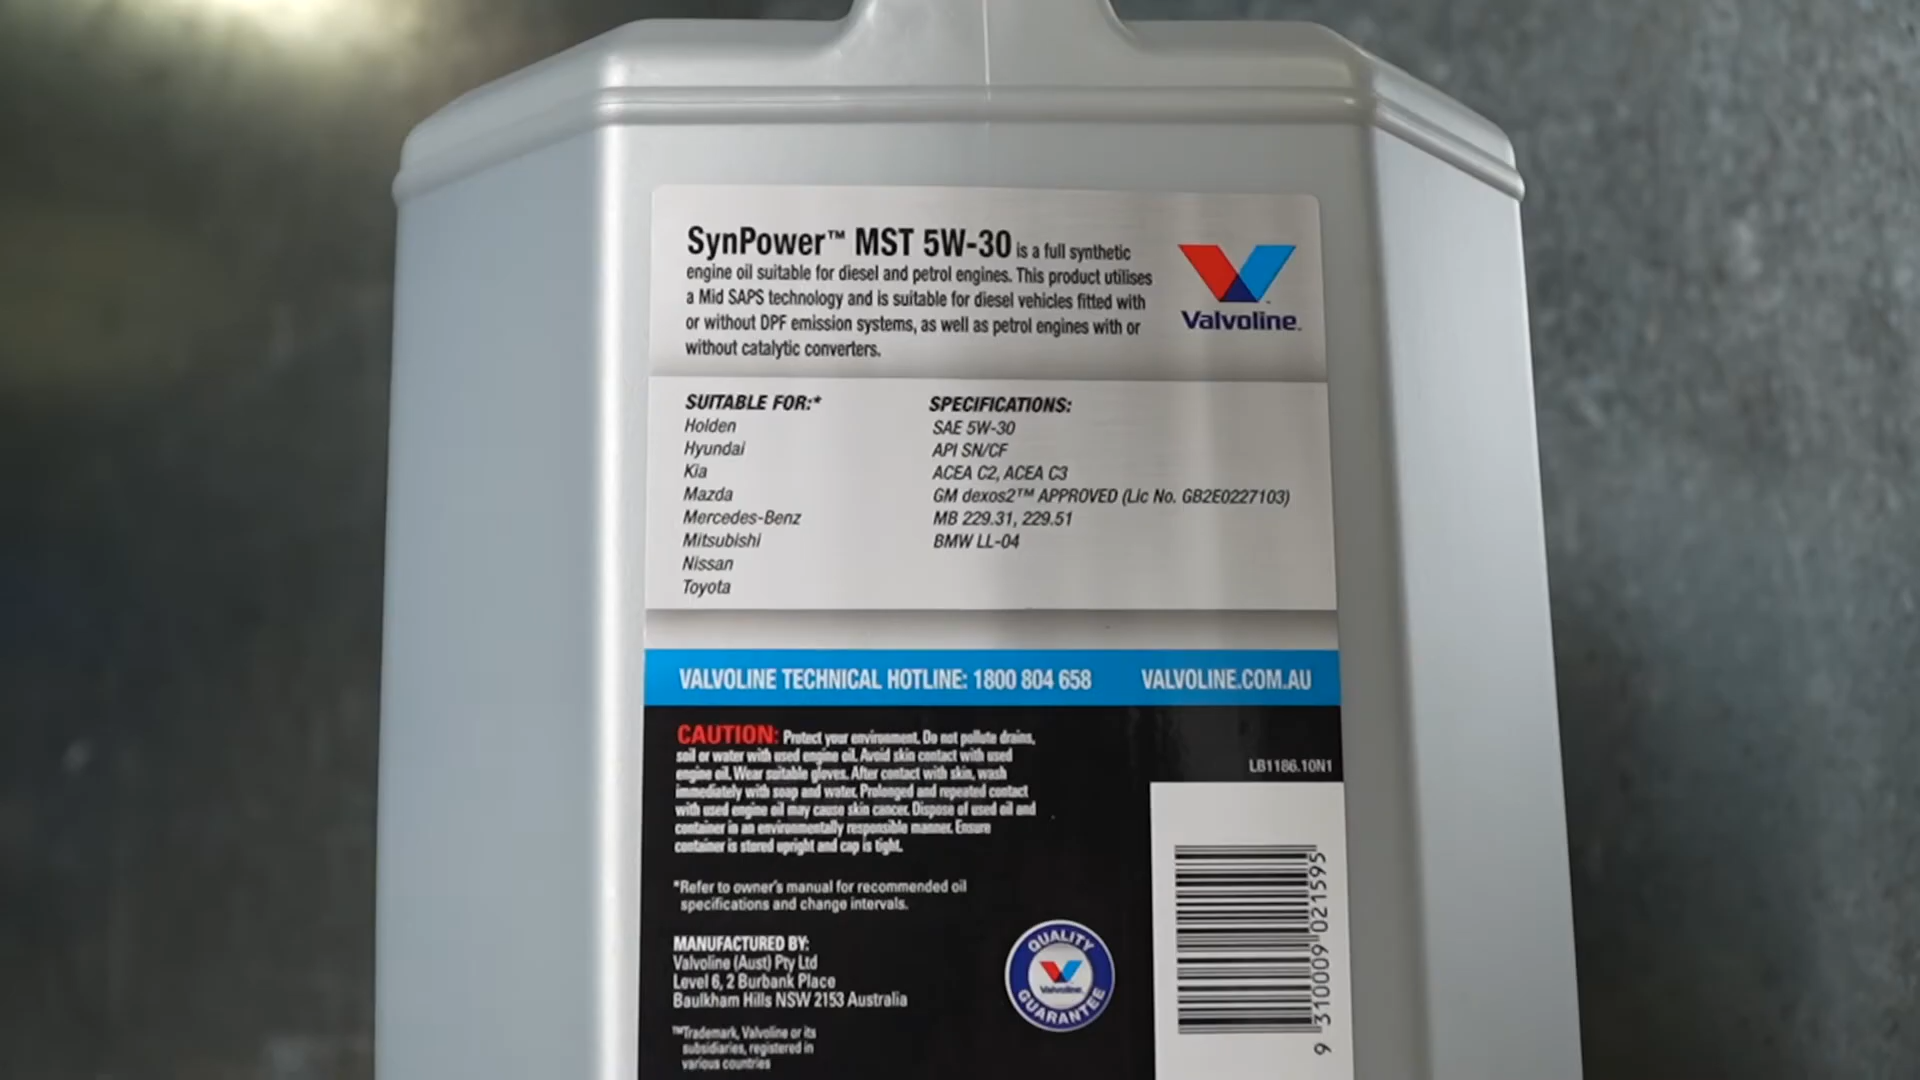 SynPower™ MST 5W-30 is a full synthetic
engine oil suitable for diesel and petrol engines. This product utilises
a Mid SAPS technology and is suitable for diesel vehicles fitted with
or without DPF emission systems, as well as petrol engines with or
without catalytic converters.
Valvoline™
SUITABLE FOR:*
Holden
Hyundai
Kia
Mazda
Mercedes-Benz
Mitsubishi
Nissan
Toyota
SPECIFICATIONS:
SAE 5W-30
API SN/CF
ACEA C2, ACEA C3
GM dexos2™ APPROVED (Lic No. GB2E0227103)
MB 229.31, 229.51
BMW LL-04
VALVOLINE TECHNICAL HOTLINE: 1800 804 658 VALVOLINE.COM.AU
CAUTION: Protect your environment. Do not pollute drains,
soil or water with used engine oil. Avoid skin contact with used
engine oil. Wear suitable gloves. After contact with skin, wash
immediately with soap and water. Prolonged and repeated contact
with used engine oil may cause skin cancer. Dispose of used oil and
container in an environmentally responsible manner. Ensure
container is stored upright and cap is tight.
*Refer to owner's manual for recommended oil
specifications and change intervals.
MANUFACTURED BY:
Valvoline (Aust) Pty Ltd
Level 6, 2 Burbank Place
Baulkham Hills NSW 2153 Australia
™Trademark, Valvoline or its
subsidiaries, registered in
various countries
QUALITY
Valvoline
GUARANTEE
LB1186.10N1
9 310009 021595